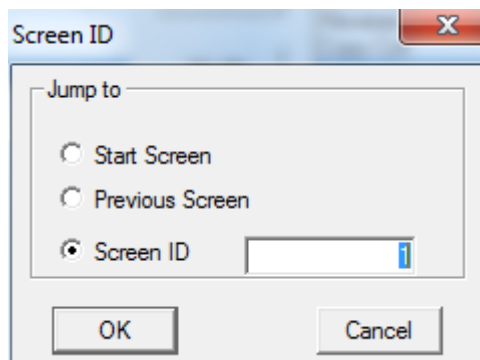 Screen ID
X
Jump to
Start Screen
Previous Screen
Screen ID 1
OK Cancel